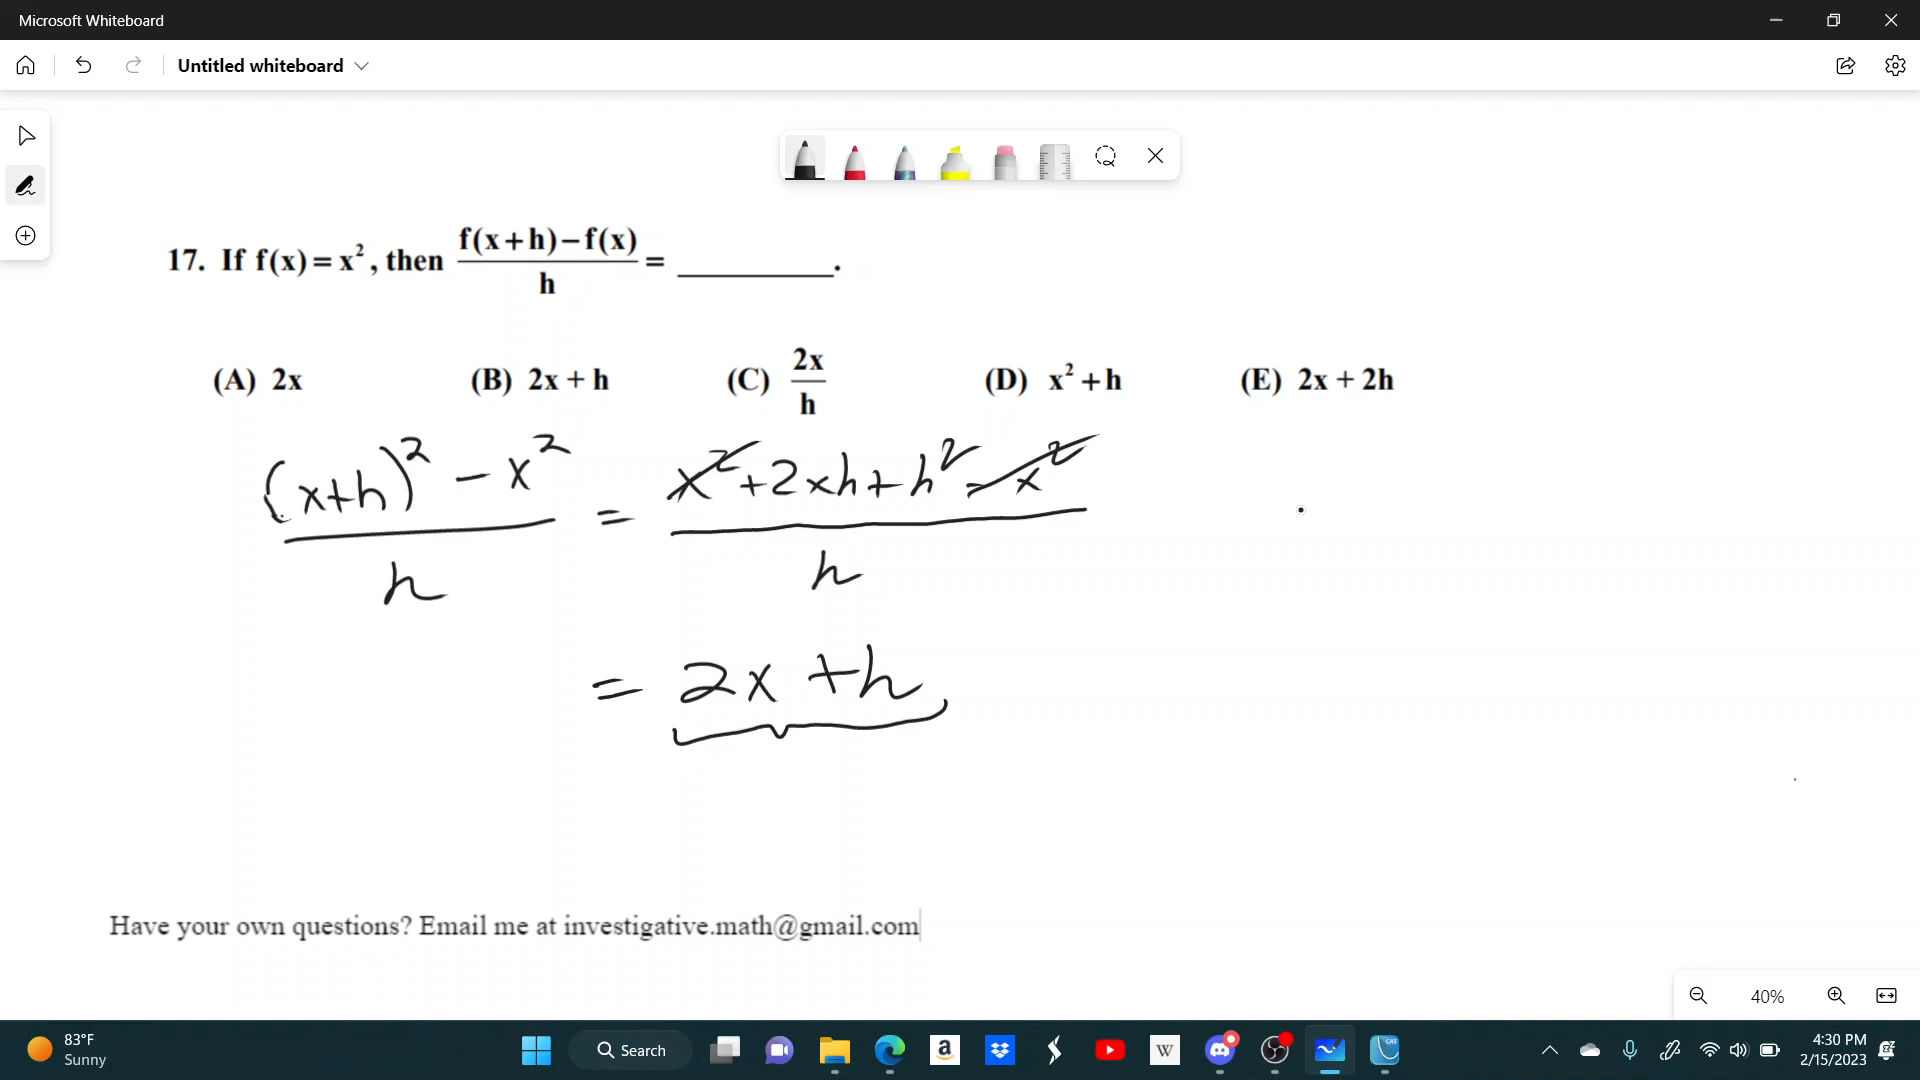 Microsoft Whiteboard
Untitled whiteboard
17. If f(x) = x², then (f(x+h)−f(x))/h = __________.
(A) 2x (B) 2x + h (C) 2x/h (D) x² + h (E) 2x + 2h
((x+h)² − x²)/h = (x² + 2xh + h² − x²)/h
= 2x + h
Have your own questions? Email me at investigative.math@gmail.com
40%
83°F
Sunny
Search
a
W
CAS
4:30 PM
2/15/2023